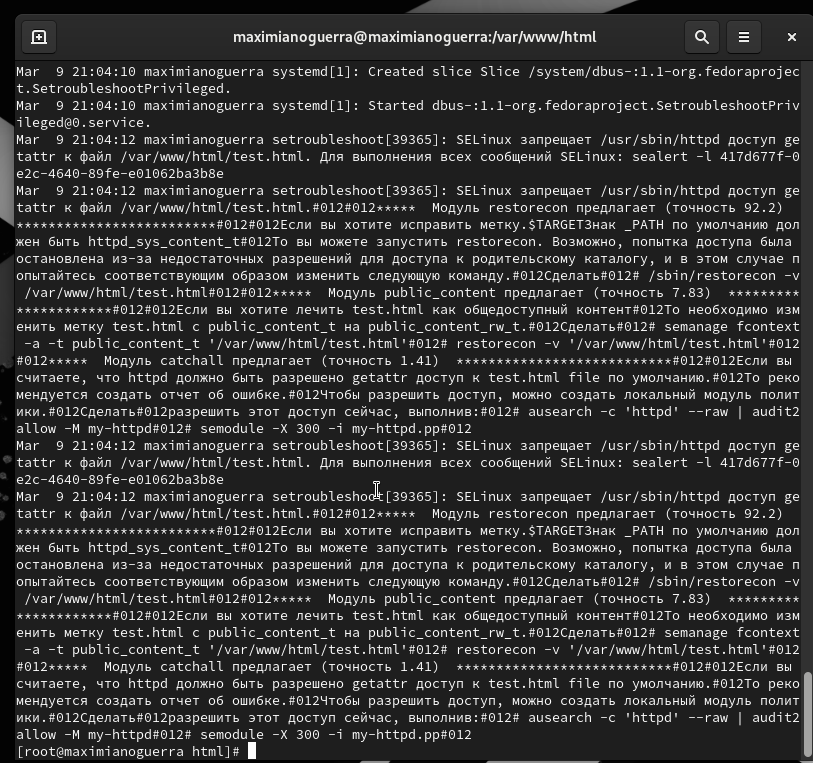 maximianoguerra@maximianoguerra:/var/www/html
Mar  9 21:04:10 maximianoguerra systemd[1]: Created slice Slice /system/dbus-:1.1-org.fedoraprojec
t.SetroubleshootPrivileged.
Mar  9 21:04:10 maximianoguerra systemd[1]: Started dbus-:1.1-org.fedoraproject.SetroubleshootPriv
ileged@0.service.
Mar  9 21:04:12 maximianoguerra setroubleshoot[39365]: SELinux запрещает /usr/sbin/httpd доступ ge
tattr к файл /var/www/html/test.html. Для выполнения всех сообщений SELinux: sealert -l 417d677f-0
e2c-4640-89fe-e01062ba3b8e
Mar  9 21:04:12 maximianoguerra setroubleshoot[39365]: SELinux запрещает /usr/sbin/httpd доступ ge
tattr к файл /var/www/html/test.html.#012#012*****  Модуль restorecon предлагает (точность 92.2)
*************************#012#012Если вы хотите исправить метку.$TARGETЗнак _PATH по умолчанию дол
жен быть httpd_sys_content_t#012То вы можете запустить restorecon. Возможно, попытка доступа была
остановлена из-за недостаточных разрешений для доступа к родительскому каталогу, и в этом случае п
опытайтесь соответствующим образом изменить следующую команду.#012Сделать#012# /sbin/restorecon -v
 /var/www/html/test.html#012#012*****  Модуль public_content предлагает (точность 7.83)  *********
********************#012#012Если вы хотите лечить test.html как общедоступный контент#012То необходимо изм
енить метку test.html с public_content_t на public_content_rw_t.#012Сделать#012# semanage fcontext
 -a -t public_content_t '/var/www/html/test.html'#012# restorecon -v '/var/www/html/test.html'#012
#012*****  Модуль catchall предлагает (точность 1.41)  **************************#012#012Если вы
считаете, что httpd должно быть разрешено getattr доступ к test.html file по умолчанию.#012То реко
мендуется создать отчет об ошибке.#012Чтобы разрешить доступ, можно создать локальный модуль полит
ики.#012Сделать#012разрешить этот доступ сейчас, выполнив:#012# ausearch -c 'httpd' --raw | audit2
allow -M my-httpd#012# semodule -X 300 -i my-httpd.pp#012
Mar  9 21:04:12 maximianoguerra setroubleshoot[39365]: SELinux запрещает /usr/sbin/httpd доступ ge
tattr к файл /var/www/html/test.html. Для выполнения всех сообщений SELinux: sealert -l 417d677f-0
e2c-4640-89fe-e01062ba3b8e
Mar  9 21:04:12 maximianoguerra setroubleshoot[39365]: SELinux запрещает /usr/sbin/httpd доступ ge
tattr к файл /var/www/html/test.html.#012#012*****  Модуль restorecon предлагает (точность 92.2)
*************************#012#012Если вы хотите исправить метку.$TARGETЗнак _PATH по умолчанию дол
жен быть httpd_sys_content_t#012То вы можете запустить restorecon. Возможно, попытка доступа была
остановлена из-за недостаточных разрешений для доступа к родительскому каталогу, и в этом случае п
опытайтесь соответствующим образом изменить следующую команду.#012Сделать#012# /sbin/restorecon -v
 /var/www/html/test.html#012#012*****  Модуль public_content предлагает (точность 7.83)  *********
********************#012#012Если вы хотите лечить test.html как общедоступный контент#012То необходимо изм
енить метку test.html с public_content_t на public_content_rw_t.#012Сделать#012# semanage fcontext
 -a -t public_content_t '/var/www/html/test.html'#012# restorecon -v '/var/www/html/test.html'#012
#012*****  Модуль catchall предлагает (точность 1.41)  **************************#012#012Если вы
считаете, что httpd должно быть разрешено getattr доступ к test.html file по умолчанию.#012То реко
мендуется создать отчет об ошибке.#012Чтобы разрешить доступ, можно создать локальный модуль полит
ики.#012Сделать#012разрешить этот доступ сейчас, выполнив:#012# ausearch -c 'httpd' --raw | audit2
allow -M my-httpd#012# semodule -X 300 -i my-httpd.pp#012
[root@maximianoguerra html]#